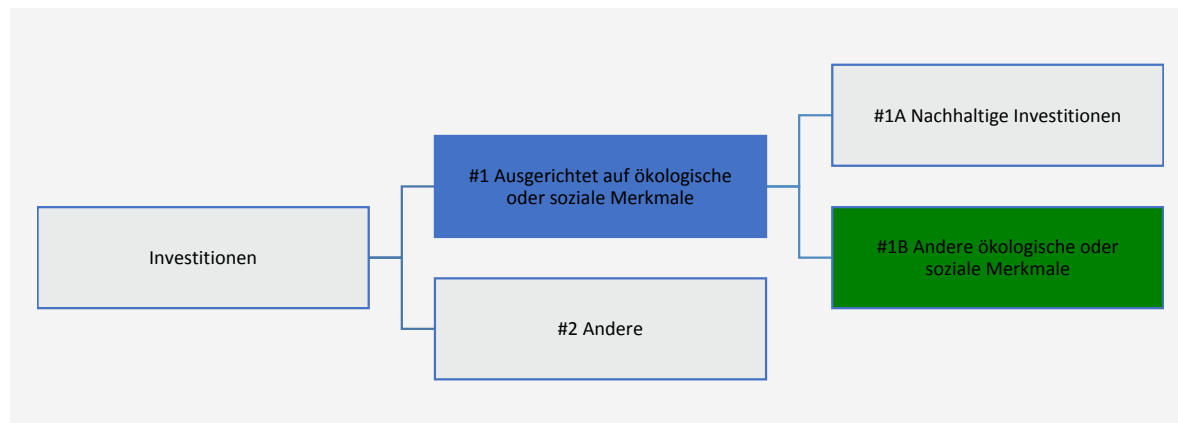 #1A Nachhaltige Investitionen
#1 Ausgerichtet auf ökologische
oder soziale Merkmale
#1B Andere ökologische oder
soziale Merkmale
Investitionen
#2 Andere